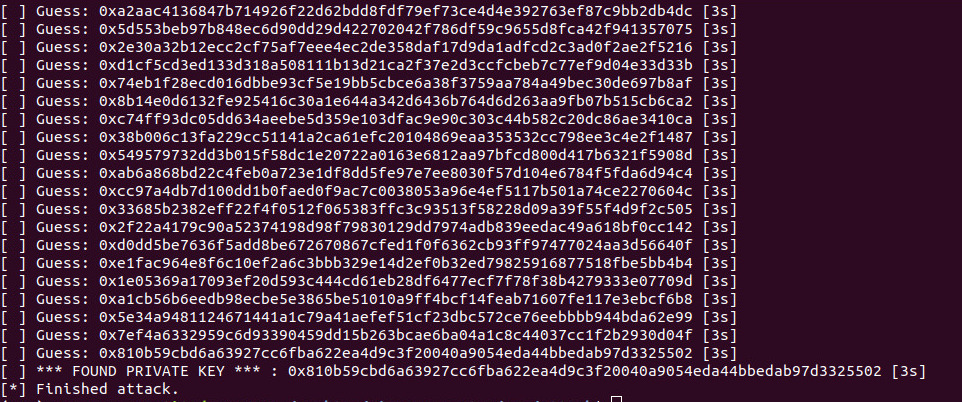 [ ] Guess: 0xa2aac4136847b714926f22d62bdd8fdf79ef73ce4d4e392763ef87c9bb2db4dc [3s]
[ ] Guess: 0x5d553beb97b848ec6d90dd29d422702042f786df59c9655d8fca42f941357075 [3s]
[ ] Guess: 0x2e30a32b12ecc2cf75af7eee4ec2de358daf17d9da1adfcd2c3ad0f2ae2f5216 [3s]
[ ] Guess: 0xd1cf5cd3ed133d318a508111b13d21ca2f37e2d3ccfcbeb7c77ef9d04e33d33b [3s]
[ ] Guess: 0x74eb1f28ecd016dbbe93cf5e19bb5cbce6a38f3759aa784a49bec30de697b8af [3s]
[ ] Guess: 0x8b14e0d6132fe925416c30a1e644a342d6436b764d6d263aa9fb07b515cb6ca2 [3s]
[ ] Guess: 0xc74ff93dc05dd634aeebe5d359e103dfac9e90c303c44b582c20dc86ae3410ca [3s]
[ ] Guess: 0x38b006c13fa229cc51141a2ca61efc20104869eaa353532cc798ee3c4e2f1487 [3s]
[ ] Guess: 0x549579732dd3b015f58dc1e20722a0163e6812aa97bfcd800d417b6321f5908d [3s]
[ ] Guess: 0xab6a868bd22c4feb0a723e1df8dd5fe97e7ee8030f57d104e6784f5fda6d94c4 [3s]
[ ] Guess: 0xcc97a4db7d100dd1b0faed0f9ac7c0038053a96e4ef5117b501a74ce2270604c [3s]
[ ] Guess: 0x33685b2382eff22f4f0512f065383ffc3c93513f58228d09a39f55f4d9f2c505 [3s]
[ ] Guess: 0x2f22a4179c90a52374198d98f79830129dd7974adb839eedac49a618bf0cc142 [3s]
[ ] Guess: 0xd0dd5be7636f5add8be672670867cfed1f0f6362cb93ff97477024aa3d56640f [3s]
[ ] Guess: 0xe1fac964e8f6c10ef2a6c3bbb329e14d2ef0b32ed79825916877518fbe5bb4b4 [3s]
[ ] Guess: 0x1e05369a17093ef20d593c444cd61eb28df6477ecf7f78f38b4279333e07709d [3s]
[ ] Guess: 0xa1cb56b6eedb98ecbe5e3865be51010a9ff4bcf14feab71607fe117e3ebcf6b8 [3s]
[ ] Guess: 0x5e34a9481124671441a1c79a41aefef51cf23dbc572ce76eebbbb944bda62e99 [3s]
[ ] Guess: 0x7ef4a6332959c6d93390459dd15b263bcae6ba04a1c8c44037cc1f2b2930d04f [3s]
[ ] Guess: 0x810b59cbd6a63927cc6fba622ea4d9c3f20040a9054eda44bbedab97d3325502 [3s]
[ ] *** FOUND PRIVATE KEY *** : 0x810b59cbd6a63927cc6fba622ea4d9c3f20040a9054eda44bbedab97d3325502 [3s]
[*] Finished attack.